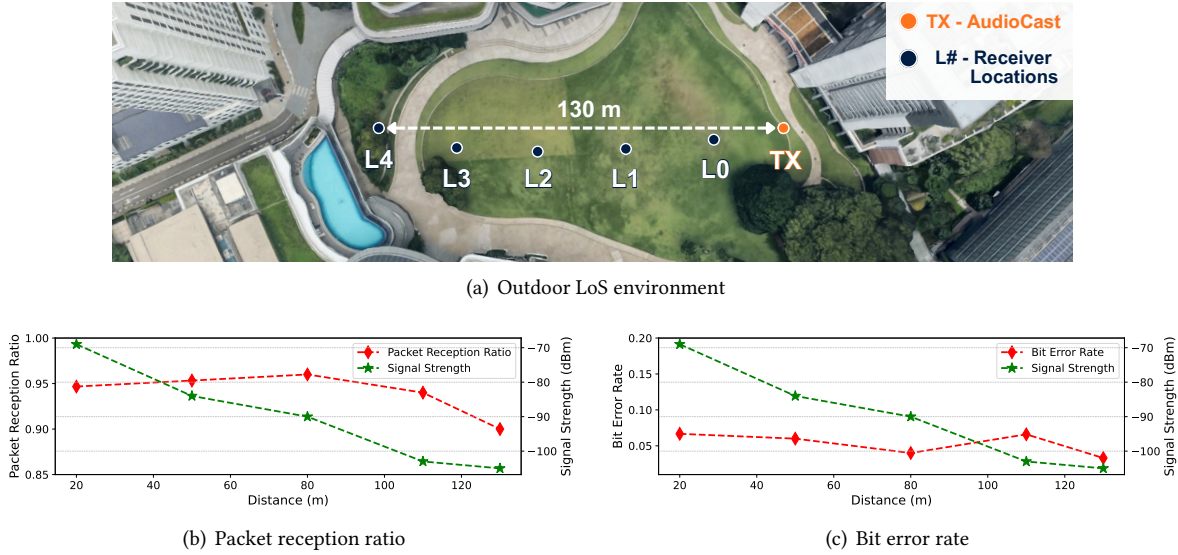 TX - AudioCast
L# - Receiver
Locations
130 m
L4
L3
L2
L1
L0
TX
(a) Outdoor LoS environment
Packet Reception Ratio
1.00
0.95
0.90
0.85
20
40
60
80
100
120
Distance (m)
−70
−80
−90
−100
Signal Strength (dBm)
Packet Reception Ratio
Signal Strength
(b) Packet reception ratio
Bit Error Rate
0.20
0.15
0.10
0.05
20
40
60
80
100
120
Distance (m)
−70
−80
−90
−100
Signal Strength (dBm)
Bit Error Rate
Signal Strength
(c) Bit error rate